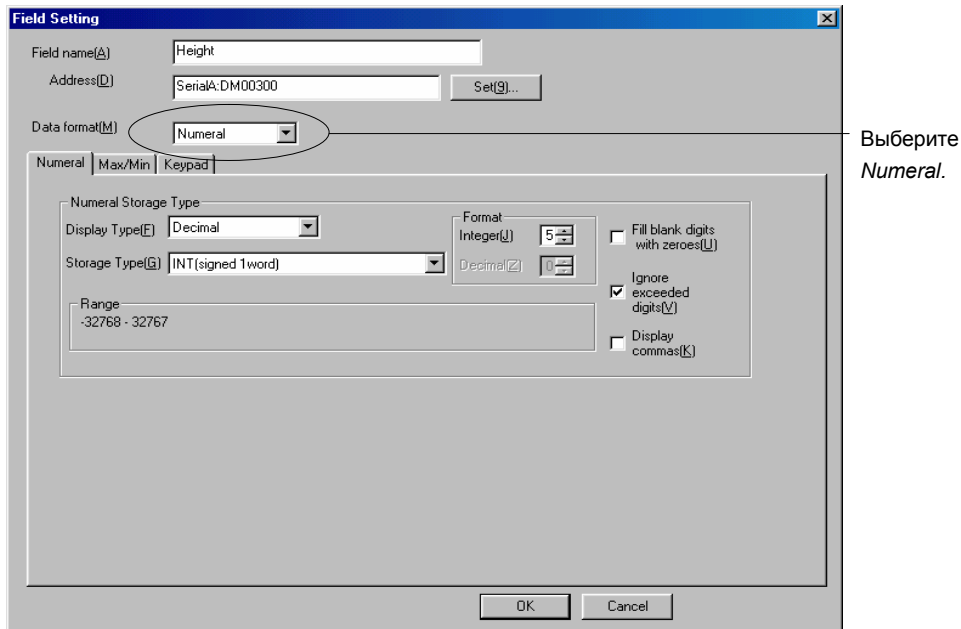 Field Setting
Field name(A) Height
Address(D) SerialA:DM00300 Set(9)...
Data format(M) Numeral
Выберите
Numeral.
Numeral Max/Min Keypad
Numeral Storage Type
Display Type(F) Decimal
Storage Type(G) INT(signed 1word)
Range
-32768 - 32767
Format
Integer(J) 5
Decimal(Z) 0
Fill blank digits
with zeroes(U)
Ignore
exceeded
digits(V)
Display
commas(K)
OK Cancel